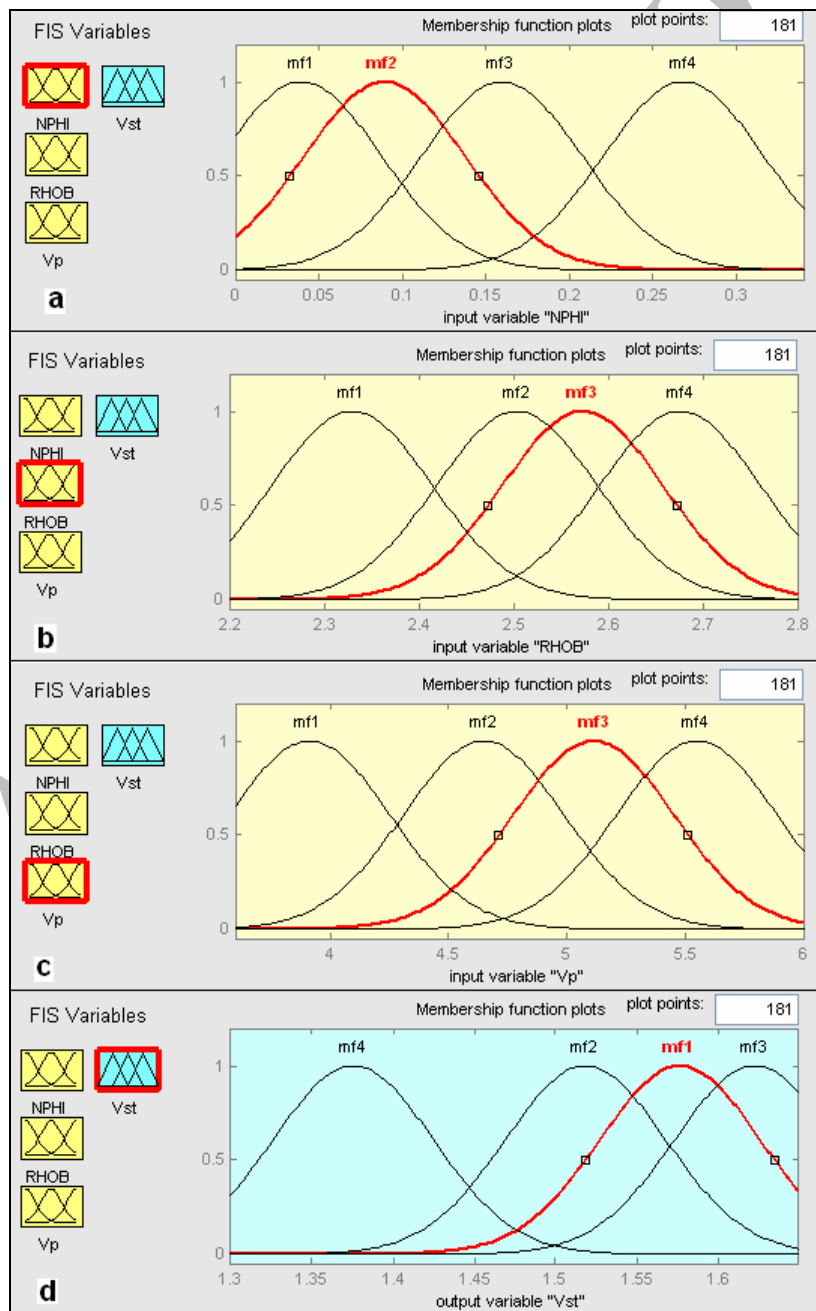 FIS Variables
Membership function plots plot points: 181
NPHI
Vst
RHOB
Vp
mf1 mf2 mf3 mf4
1
0.5
0
0 0.05 0.1 0.15 0.2 0.25 0.3
input variable "NPHI"
a
FIS Variables
Membership function plots plot points: 181
NPHI
Vst
RHOB
Vp
mf1 mf2 mf3 mf4
1
0.5
0
2.2 2.3 2.4 2.5 2.6 2.7 2.8
input variable "RHOB"
b
FIS Variables
Membership function plots plot points: 181
NPHI
Vst
RHOB
Vp
mf1 mf2 mf3 mf4
1
0.5
0
4 4.5 5 5.5 6
input variable "Vp"
c
FIS Variables
Membership function plots plot points: 181
NPHI
Vst
RHOB
Vp
mf4 mf2 mf1 mf3
1
0.5
0
1.3 1.35 1.4 1.45 1.5 1.55 1.6
output variable "Vst"
d